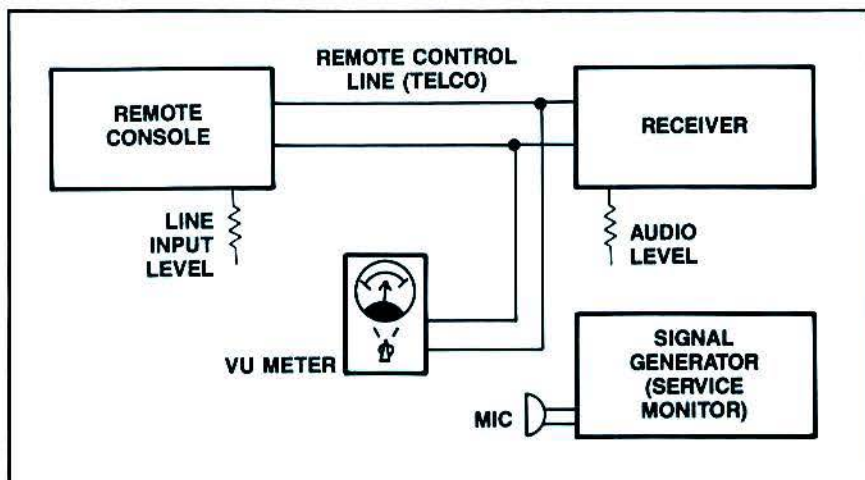 REMOTE CONTROL
LINE (TELCO)
REMOTE
CONSOLE
RECEIVER
LINE
INPUT
LEVEL
AUDIO
LEVEL
VU METER
SIGNAL
GENERATOR
(SERVICE
MONITOR)
MIC